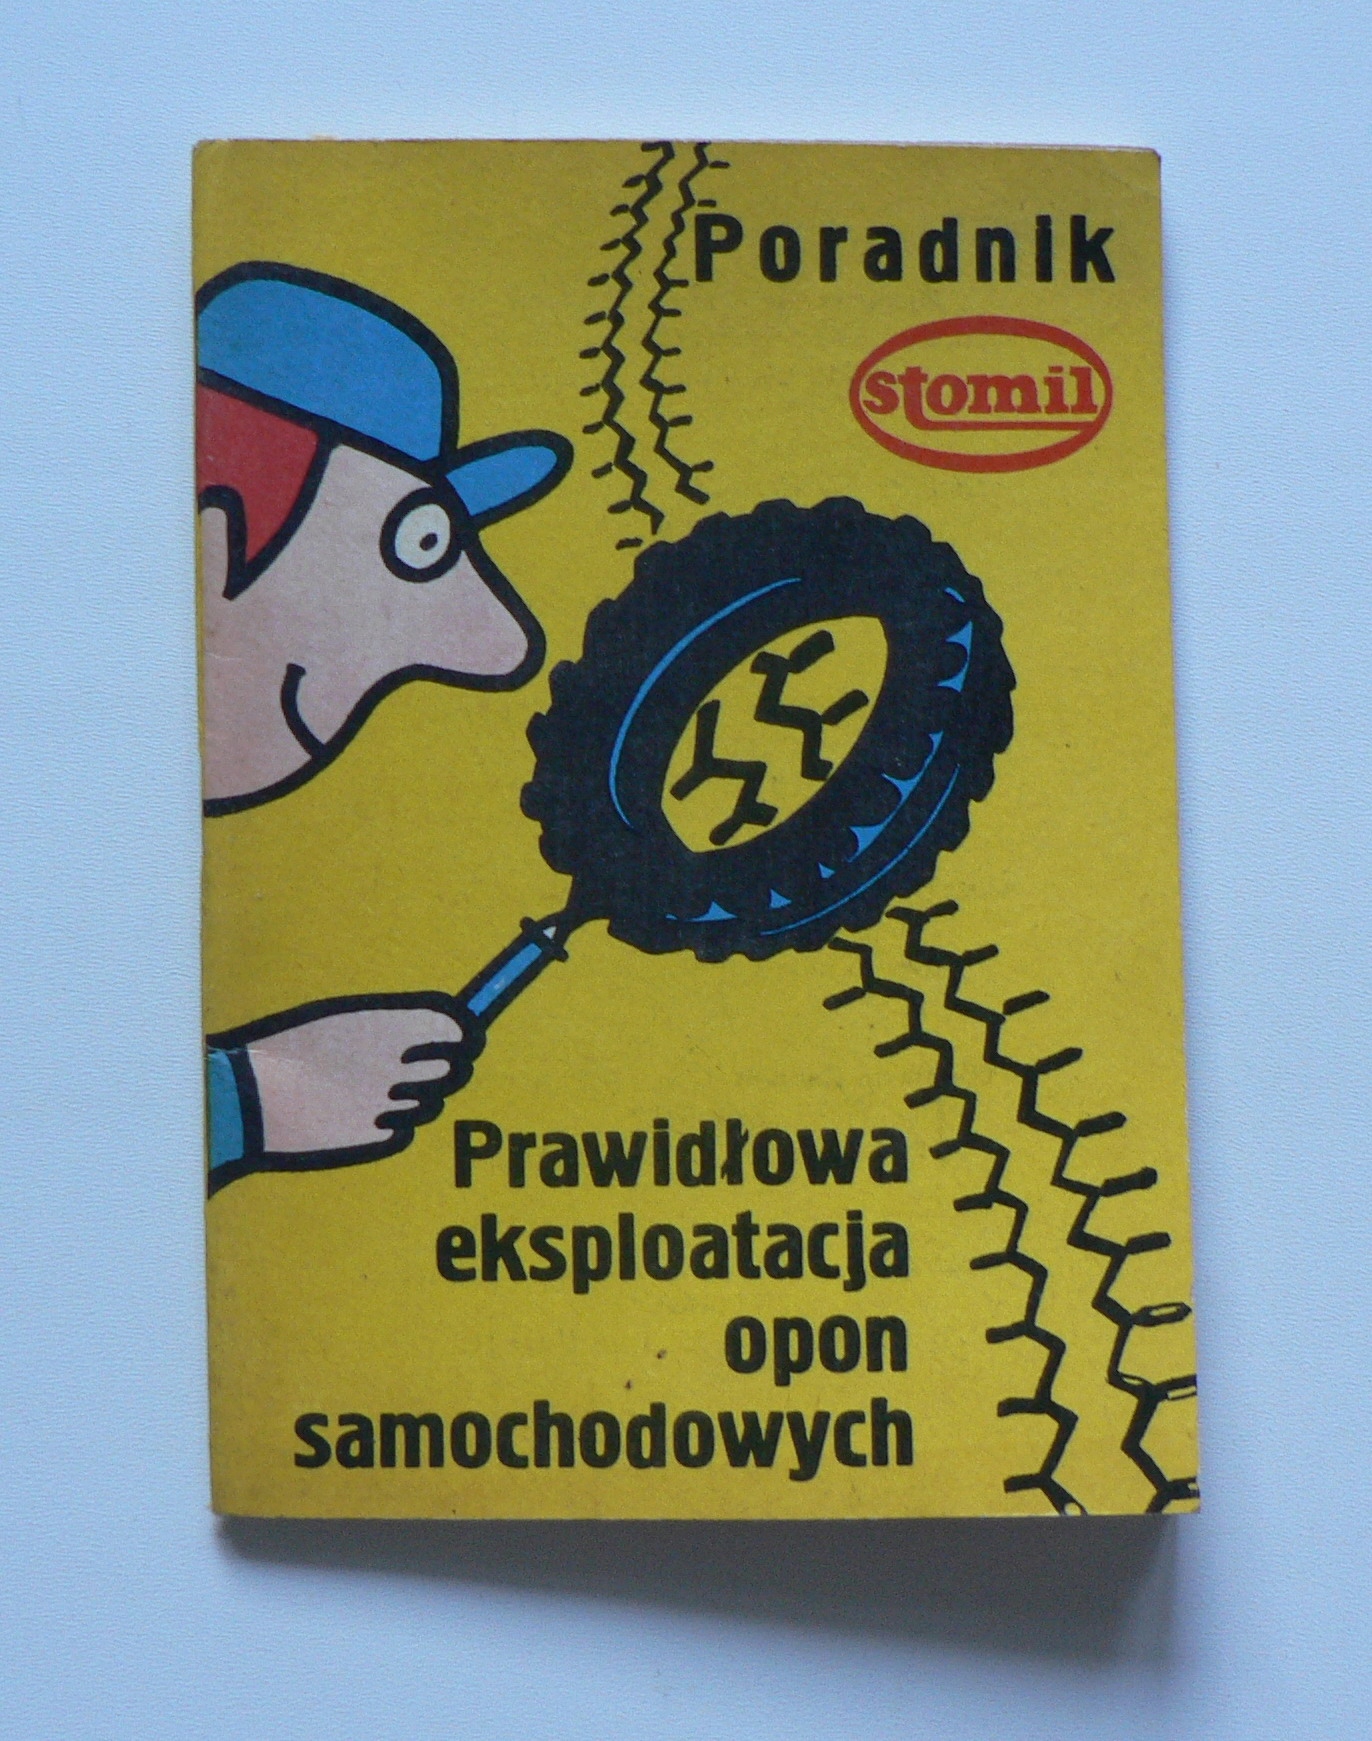 Poradnik
stomil
Prawidłowa
eksploatacja
opon
samochodowych